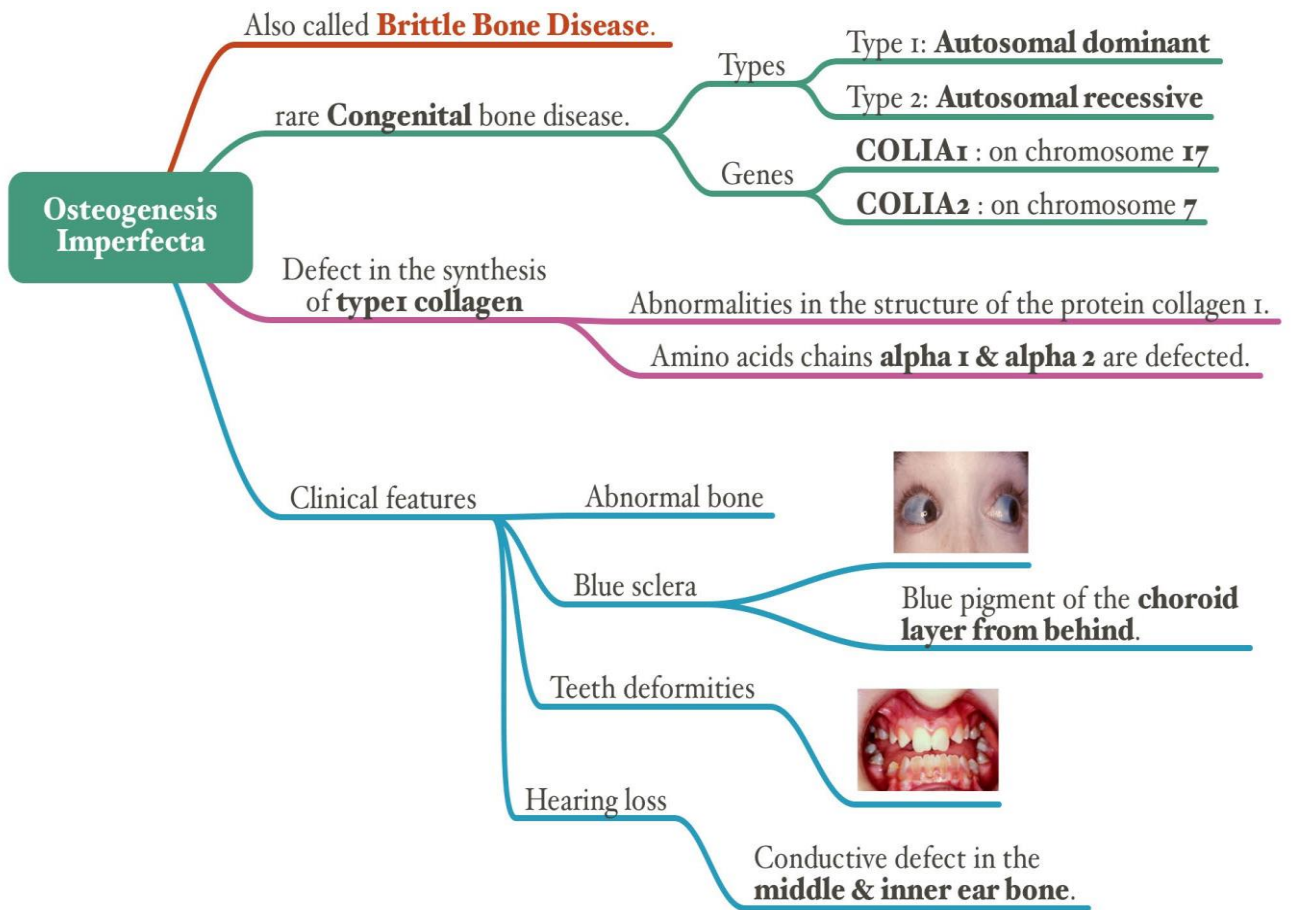 Osteogenesis
Imperfecta
Also called Brittle Bone Disease.
rare Congenital bone disease.
Types
Type 1: Autosomal dominant
Type 2: Autosomal recessive
Genes
COLIA1 : on chromosome 17
COLIA2 : on chromosome 7
Defect in the synthesis
of type1 collagen
Abnormalities in the structure of the protein collagen 1.
Amino acids chains alpha 1 & alpha 2 are defected.
Clinical features
Abnormal bone
Blue sclera
Blue pigment of the choroid
layer from behind.
Teeth deformities
Hearing loss
Conductive defect in the
middle & inner ear bone.